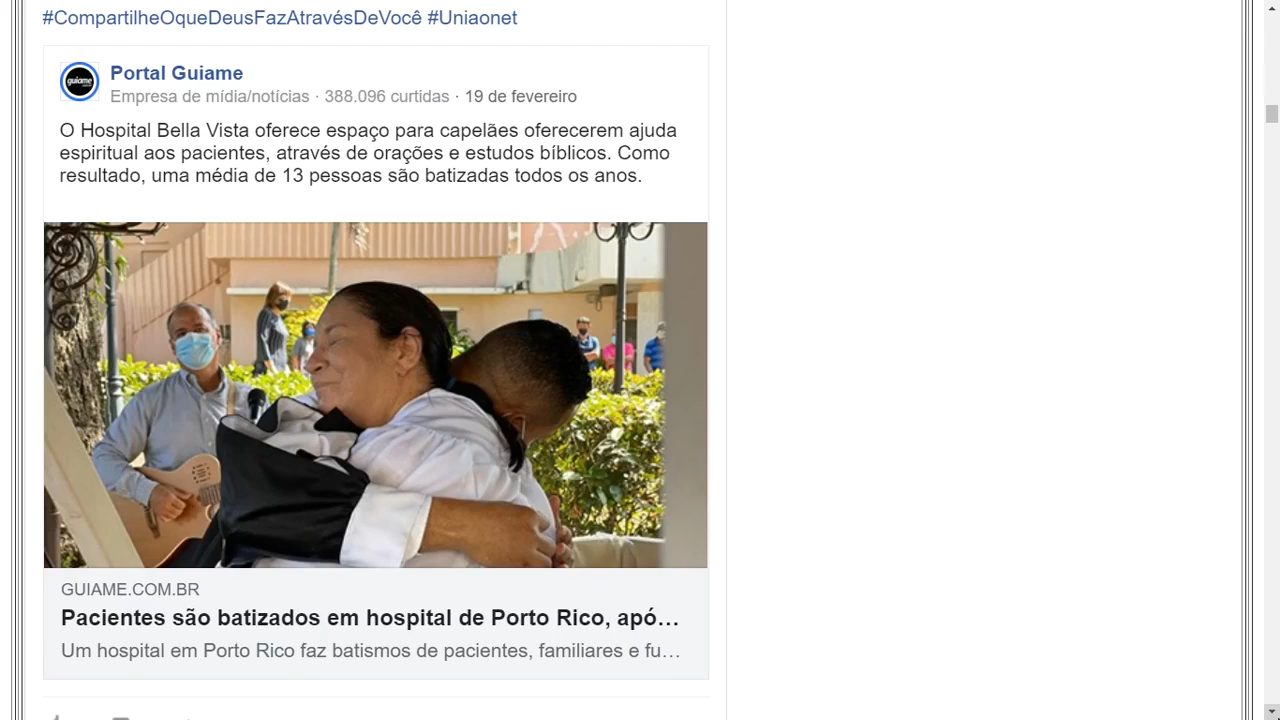 #CompartilheOqueDeusFazAtravésDeVocê #Uniaonet
guiame
Portal Guiame
Empresa de mídia/notícias · 388.096 curtidas · 19 de fevereiro
O Hospital Bella Vista oferece espaço para capelães oferecerem ajuda
espiritual aos pacientes, através de orações e estudos bíblicos. Como
resultado, uma média de 13 pessoas são batizadas todos os anos.
GUIAME.COM.BR
Pacientes são batizados em hospital de Porto Rico, apó...
Um hospital em Porto Rico faz batismos de pacientes, familiares e fu...